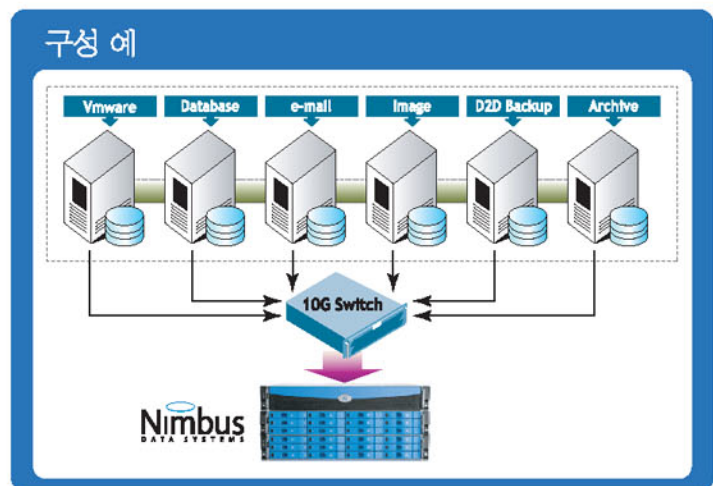 구성 예
Vmware
Database
e-mail
Image
D2D Backup
Archive
10G Switch
Nimbus
DATA SYSTEMS